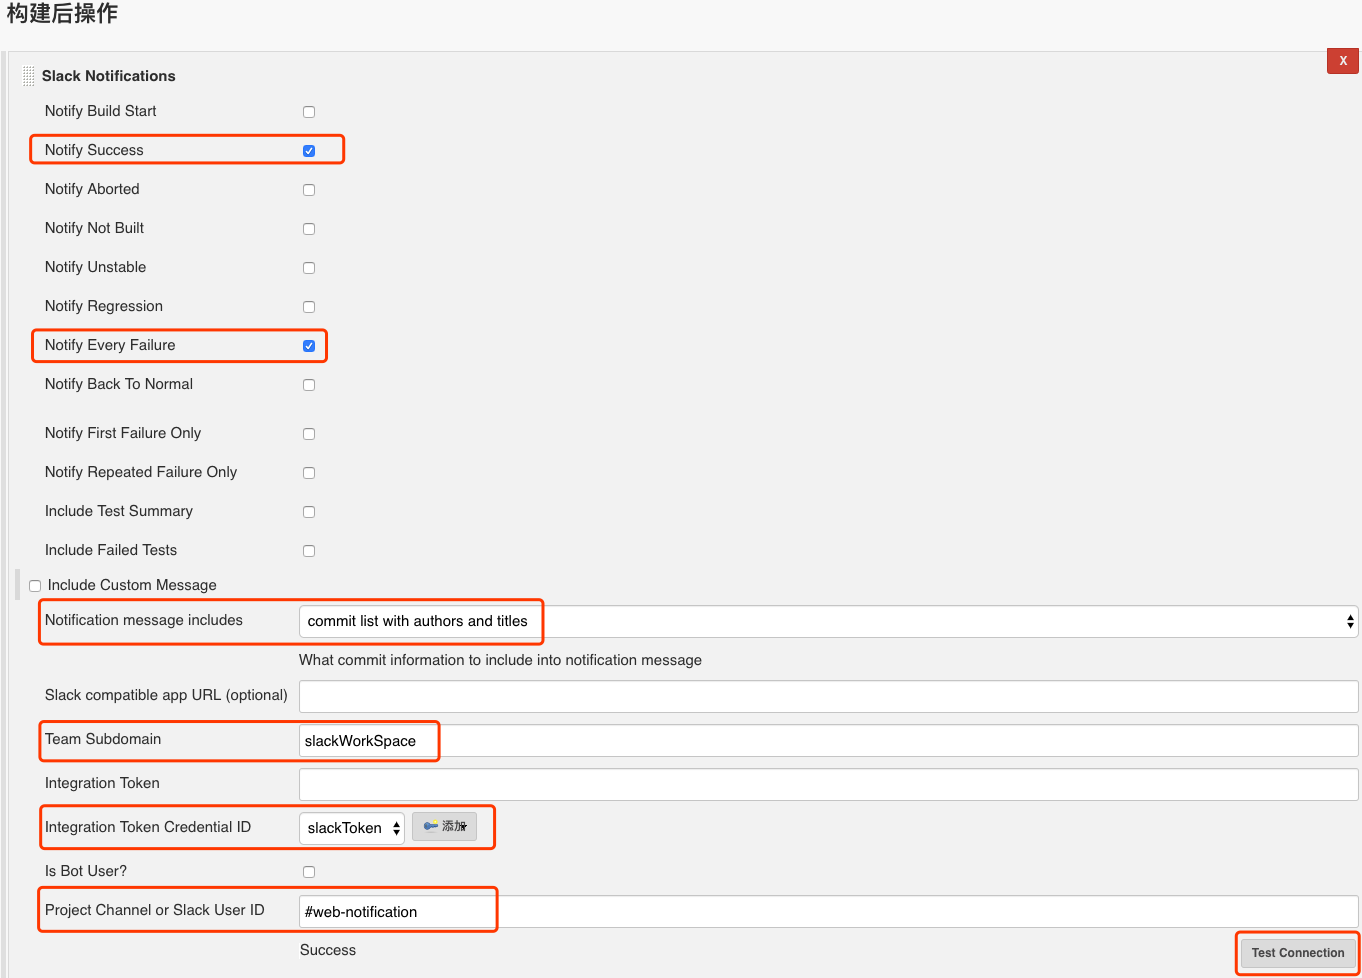 构建后操作
X
Slack Notifications
Notify Build Start
Notify Success
Notify Aborted
Notify Not Built
Notify Unstable
Notify Regression
Notify Every Failure
Notify Back To Normal
Notify First Failure Only
Notify Repeated Failure Only
Include Test Summary
Include Failed Tests
Include Custom Message
Notification message includes commit list with authors and titles
What commit information to include into notification message
Slack compatible app URL (optional)
Team Subdomain slackWorkSpace
Integration Token
Integration Token Credential ID slackToken 添加
Is Bot User?
Project Channel or Slack User ID #web-notification
Success Test Connection